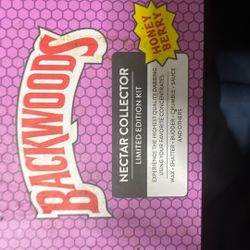 HONEY
BERRY
BACKWOODS
NECTAR COLLECTOR
LIMITED EDITION KIT
EXPERIENCE THE HIGHEST QUALITY DABBING
USING YOUR FAVORITE CONCENTRATES
WAX • SHATTER • BUDDER • CRUMBLE • SAUCE
AND OTHERS